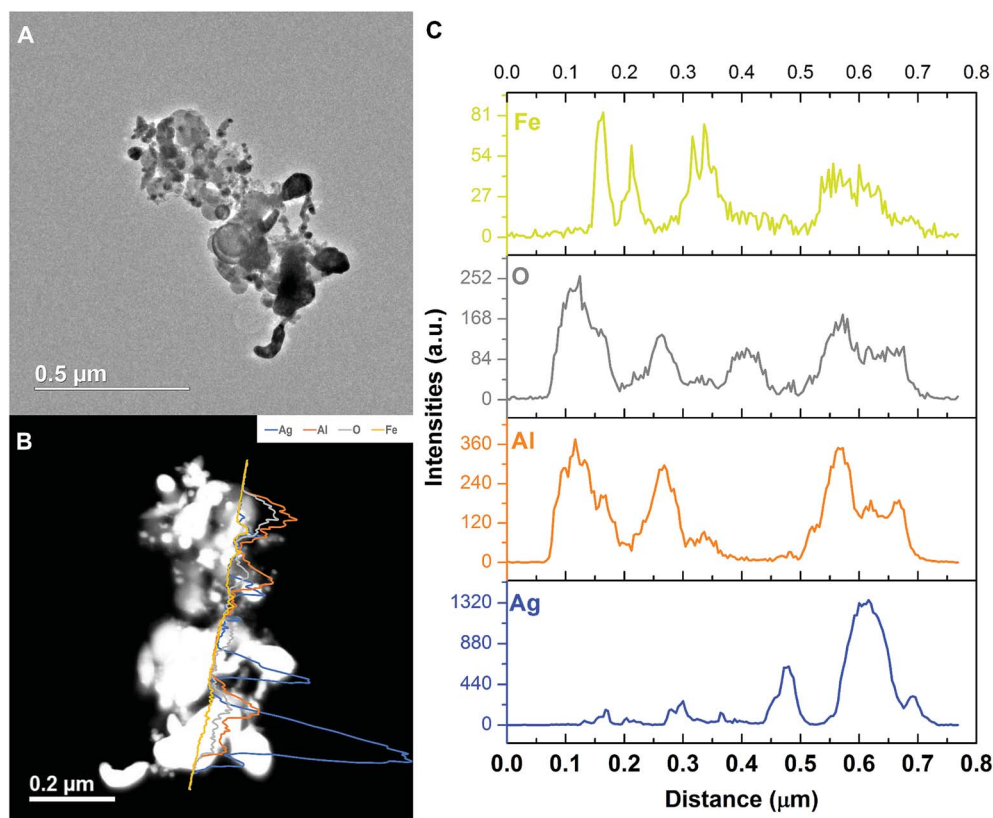 A
0.5 µm
B
Ag Al O Fe
0.2 µm
C
0.0 0.1 0.2 0.3 0.4 0.5 0.6 0.7 0.8
Intensities (a.u.)
Fe
81
54
27
0
O
252
168
84
0
Al
360
240
120
0
Ag
1320
880
440
0
0.0 0.1 0.2 0.3 0.4 0.5 0.6 0.7 0.8
Distance (µm)